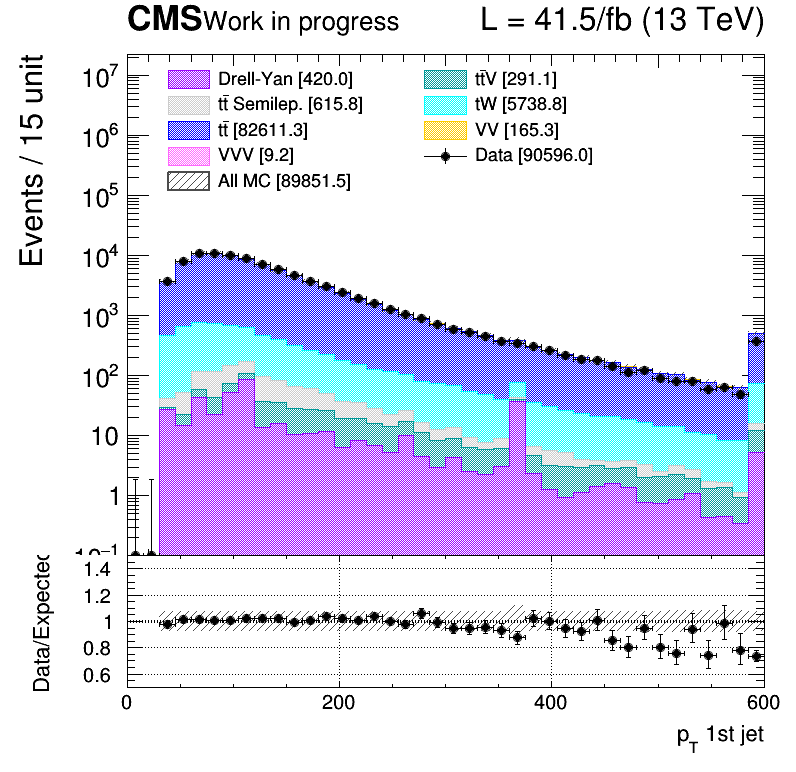 CMS Work in progress L = 41.5/fb (13 TeV)
Events / 15 unit
Drell-Yan [420.0]
tt̄V [291.1]
tt̄ Semilep. [615.8]
tW [5738.8]
tt̄ [82611.3]
VV [165.3]
VVV [9.2]
Data [90596.0]
All MC [89851.5]
10⁷
10⁶
10⁵
10⁴
10³
10²
10
1
10⁻¹
Data/Expected
1.4
1.2
1
0.8
0.6
0 200 400 600
p_T 1st jet